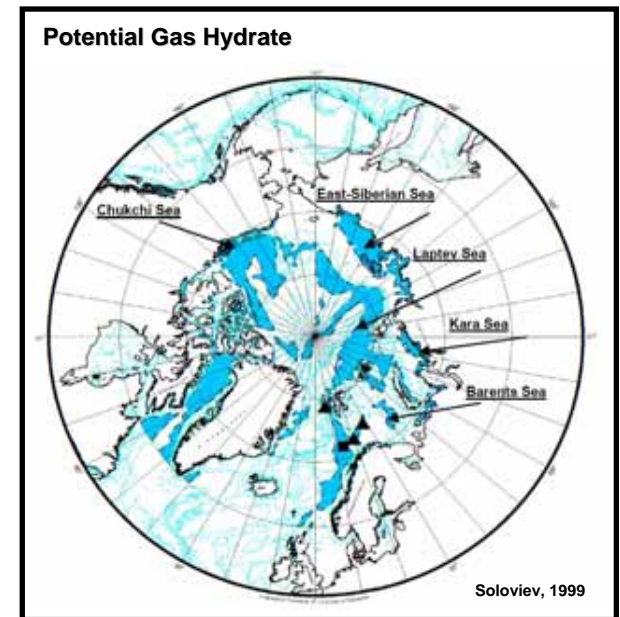 Potential Gas Hydrate
East-Siberian Sea
Chukchi Sea
Laptev Sea
Kara Sea
Barents Sea
Soloviev, 1999